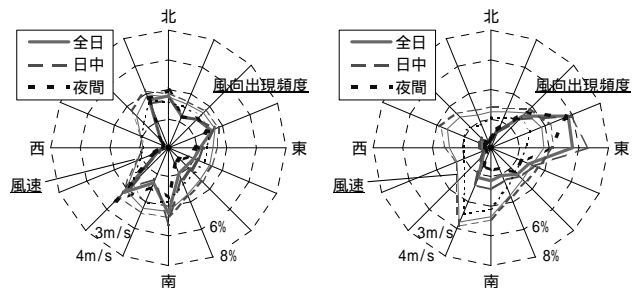 北
全日
日中
夜間
風向出現頻度
西
東
風速
3m/s
6%
4m/s
8%
南
北
全日
日中
夜間
風向出現頻度
西
東
風速
3m/s
6%
4m/s
8%
南